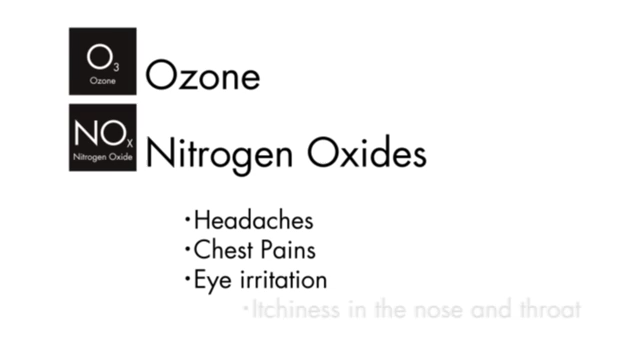 O3
Ozone
Ozone
NOx
Nitrogen Oxide
Nitrogen Oxides
•Headaches
•Chest Pains
•Eye irritation
•Itchiness in the nose and throat